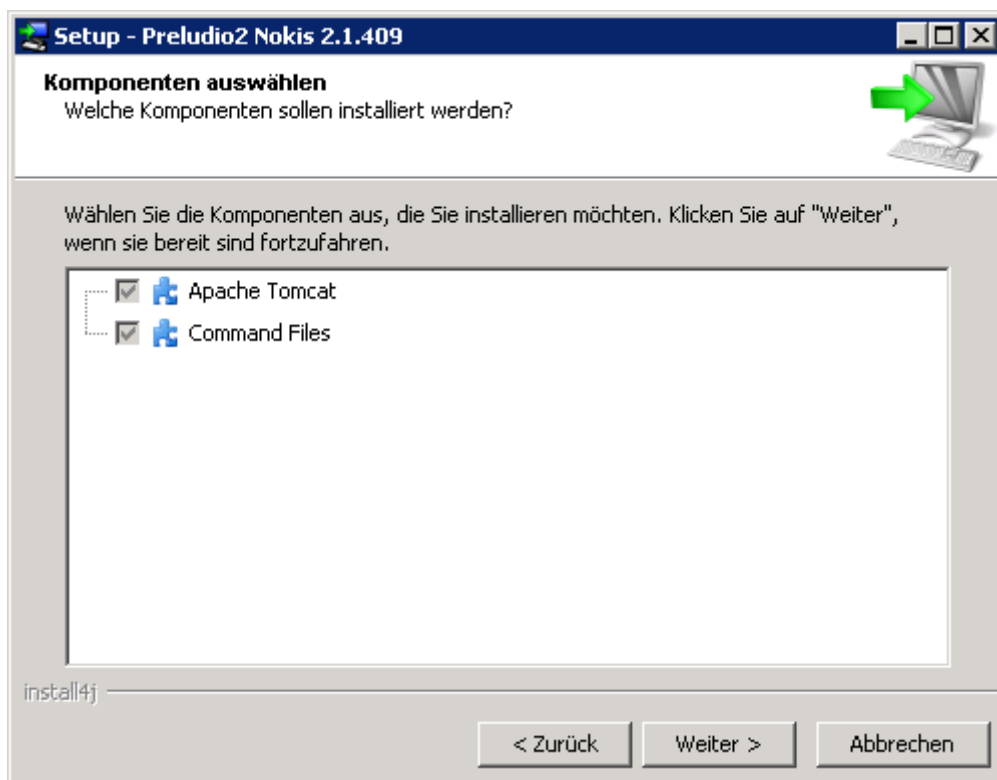 Setup - Preludio2 Nokis 2.1.409
Komponenten auswählen
Welche Komponenten sollen installiert werden?
Wählen Sie die Komponenten aus, die Sie installieren möchten. Klicken Sie auf "Weiter",
wenn sie bereit sind fortzufahren.
Apache Tomcat
Command Files
install4j
< Zurück
Weiter >
Abbrechen